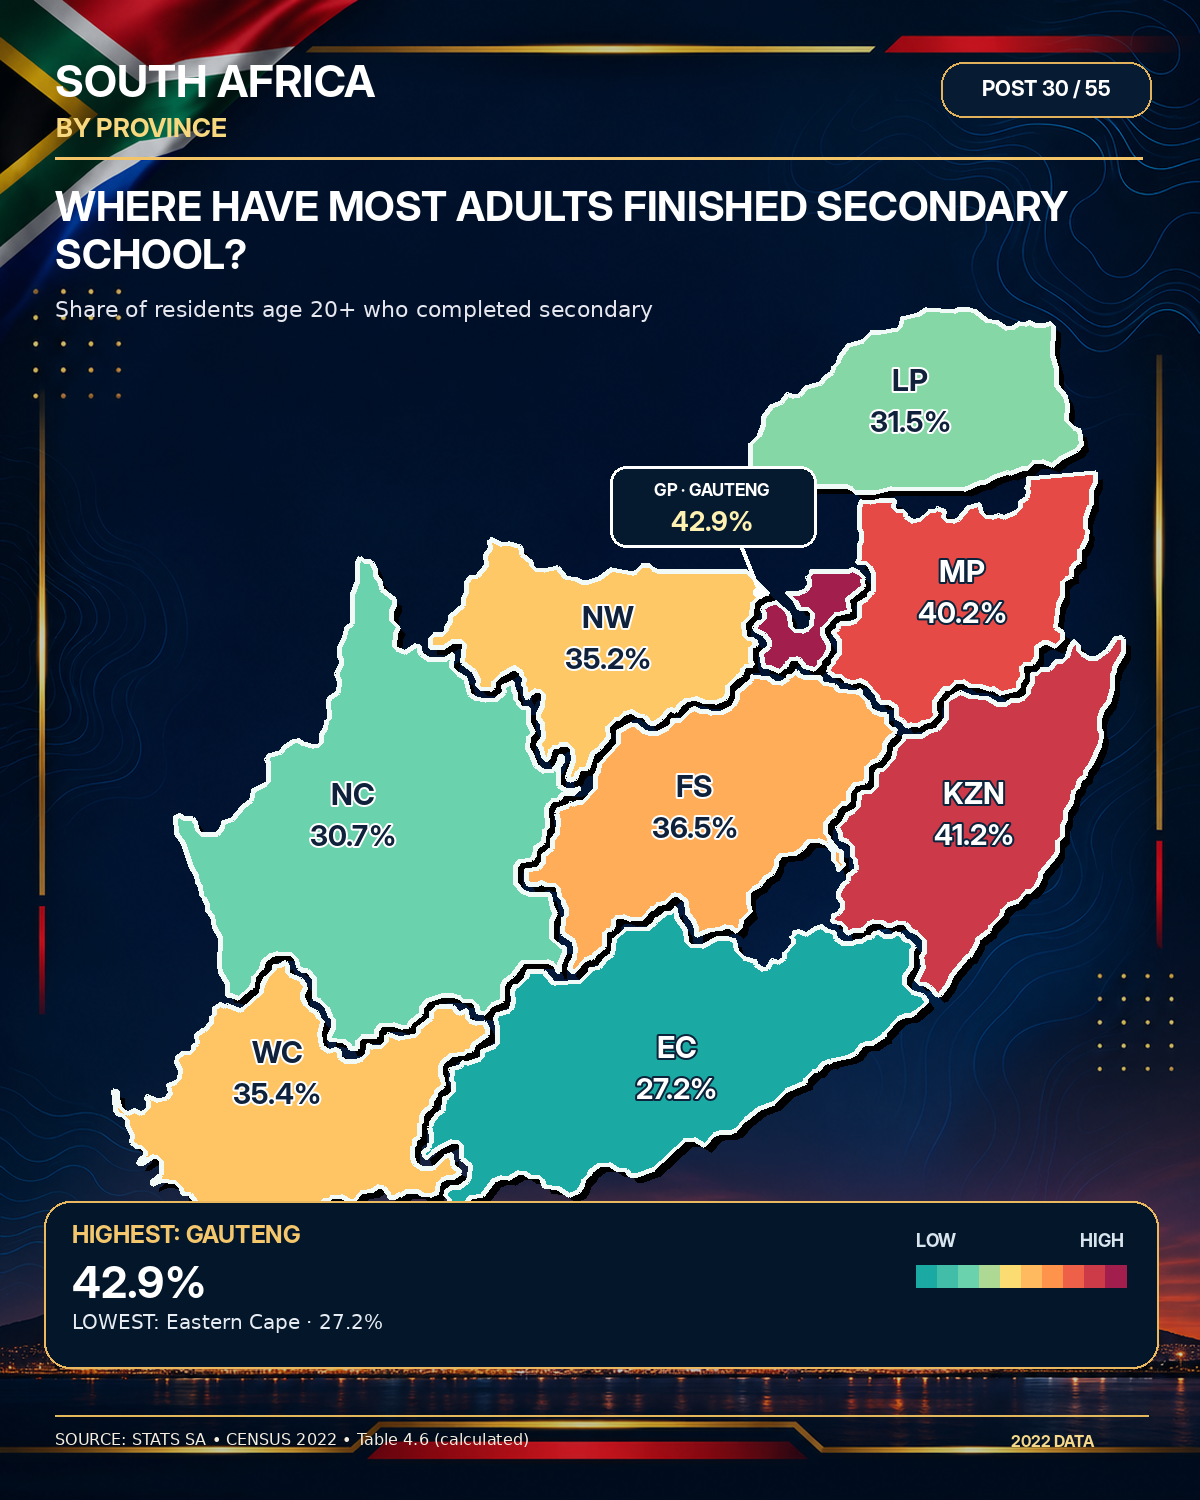 SOUTH AFRICA
BY PROVINCE
POST 30 / 55
WHERE HAVE MOST ADULTS FINISHED SECONDARY
SCHOOL?
Share of residents age 20+ who completed secondary
LP
31.5%
GP · GAUTENG
42.9%
MP
40.2%
NW
35.2%
NC
30.7%
FS
36.5%
KZN
41.2%
WC
35.4%
EC
27.2%
HIGHEST: GAUTENG
42.9%
LOWEST: Eastern Cape · 27.2%
LOW HIGH
SOURCE: STATS SA • CENSUS 2022 • Table 4.6 (calculated)
2022 DATA